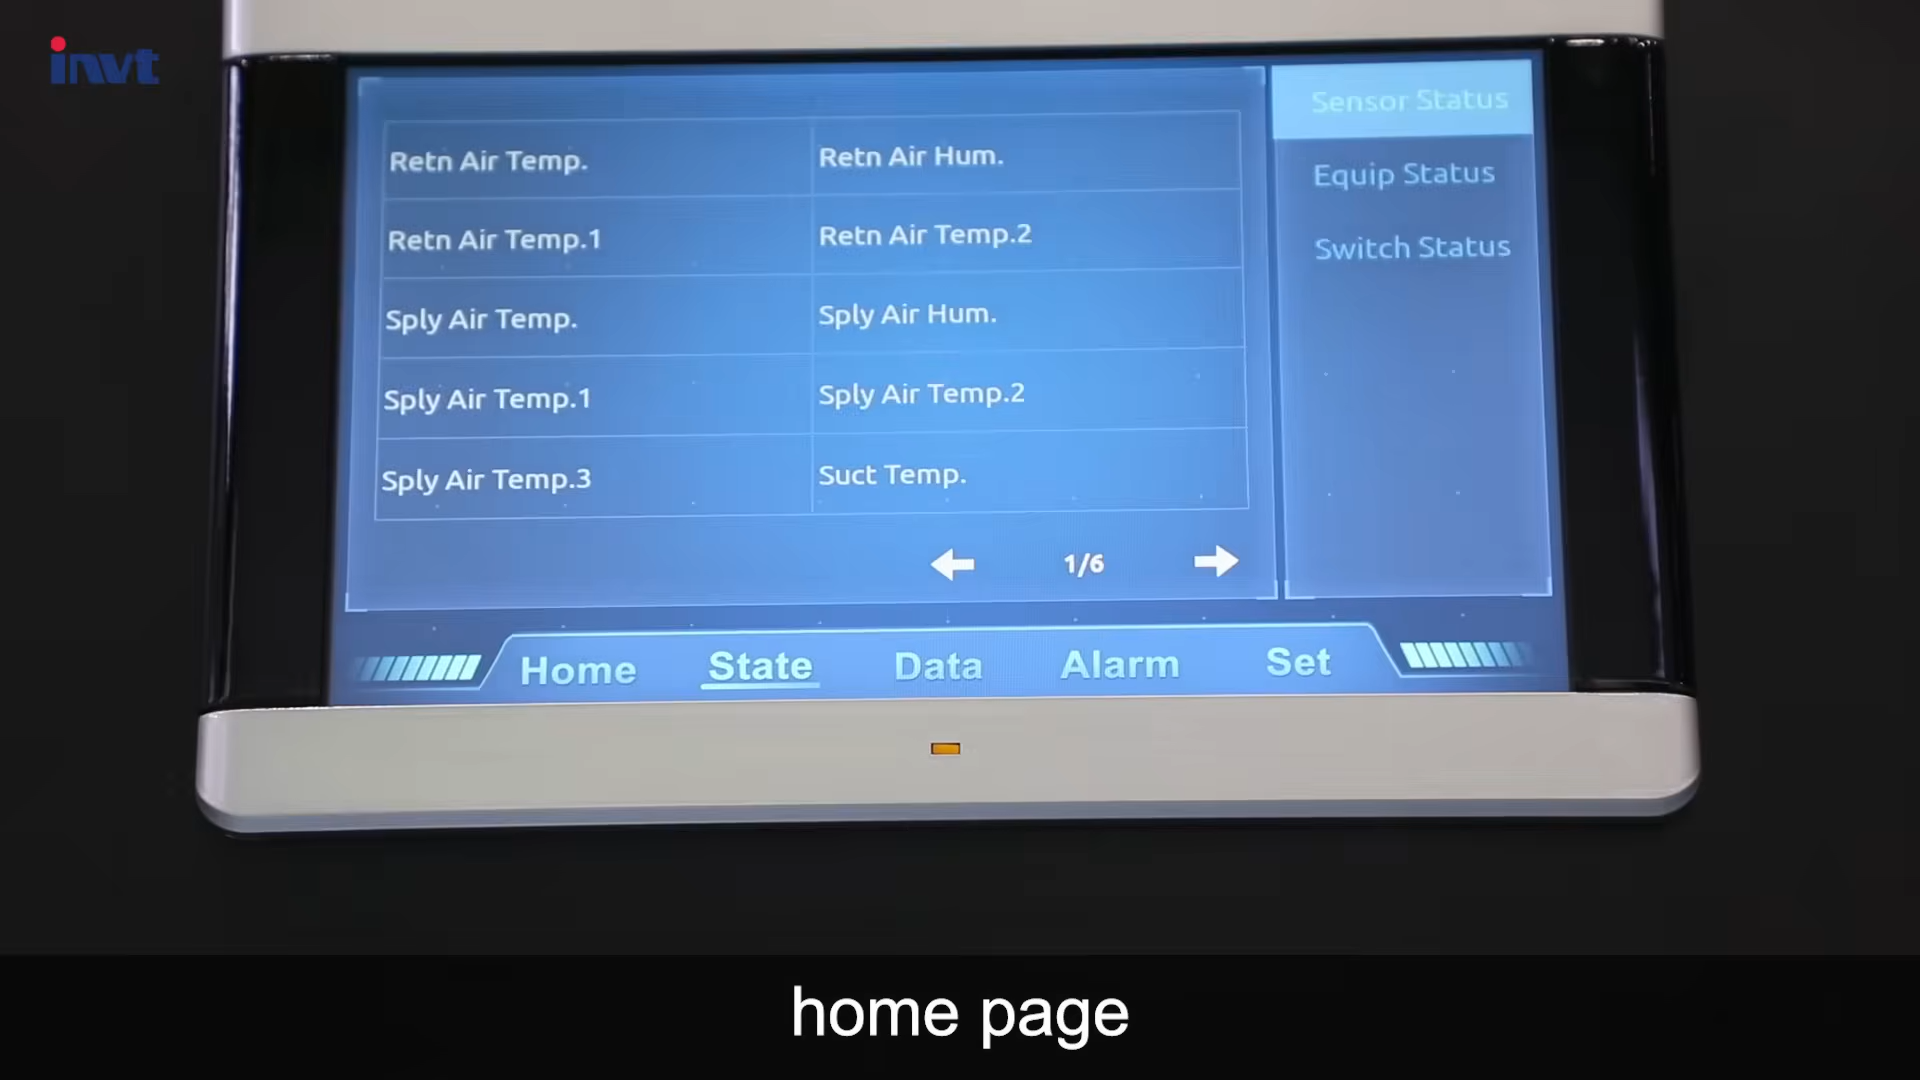 invt
Sensor Status
Retn Air Temp. Retn Air Hum.
Equip Status
Retn Air Temp.1 Retn Air Temp.2
Switch Status
Sply Air Temp. Sply Air Hum.
Sply Air Temp.1 Sply Air Temp.2
Sply Air Temp.3 Suct Temp.
1/6
Home State Data Alarm Set
home page